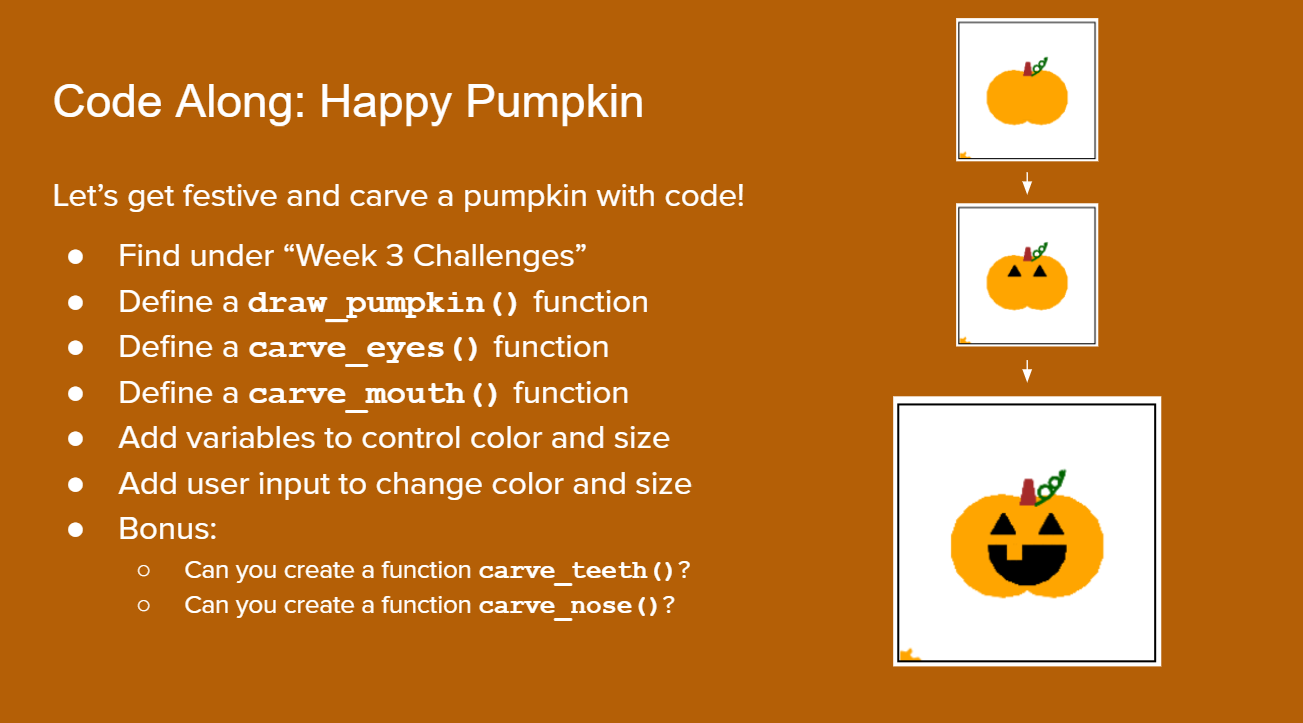 Code Along: Happy Pumpkin
Let’s get festive and carve a pumpkin with code!
● Find under “Week 3 Challenges”
● Define a draw_pumpkin() function
● Define a carve_eyes() function
● Define a carve_mouth() function
● Add variables to control color and size
● Add user input to change color and size
● Bonus:
○ Can you create a function carve_teeth()?
○ Can you create a function carve_nose()?